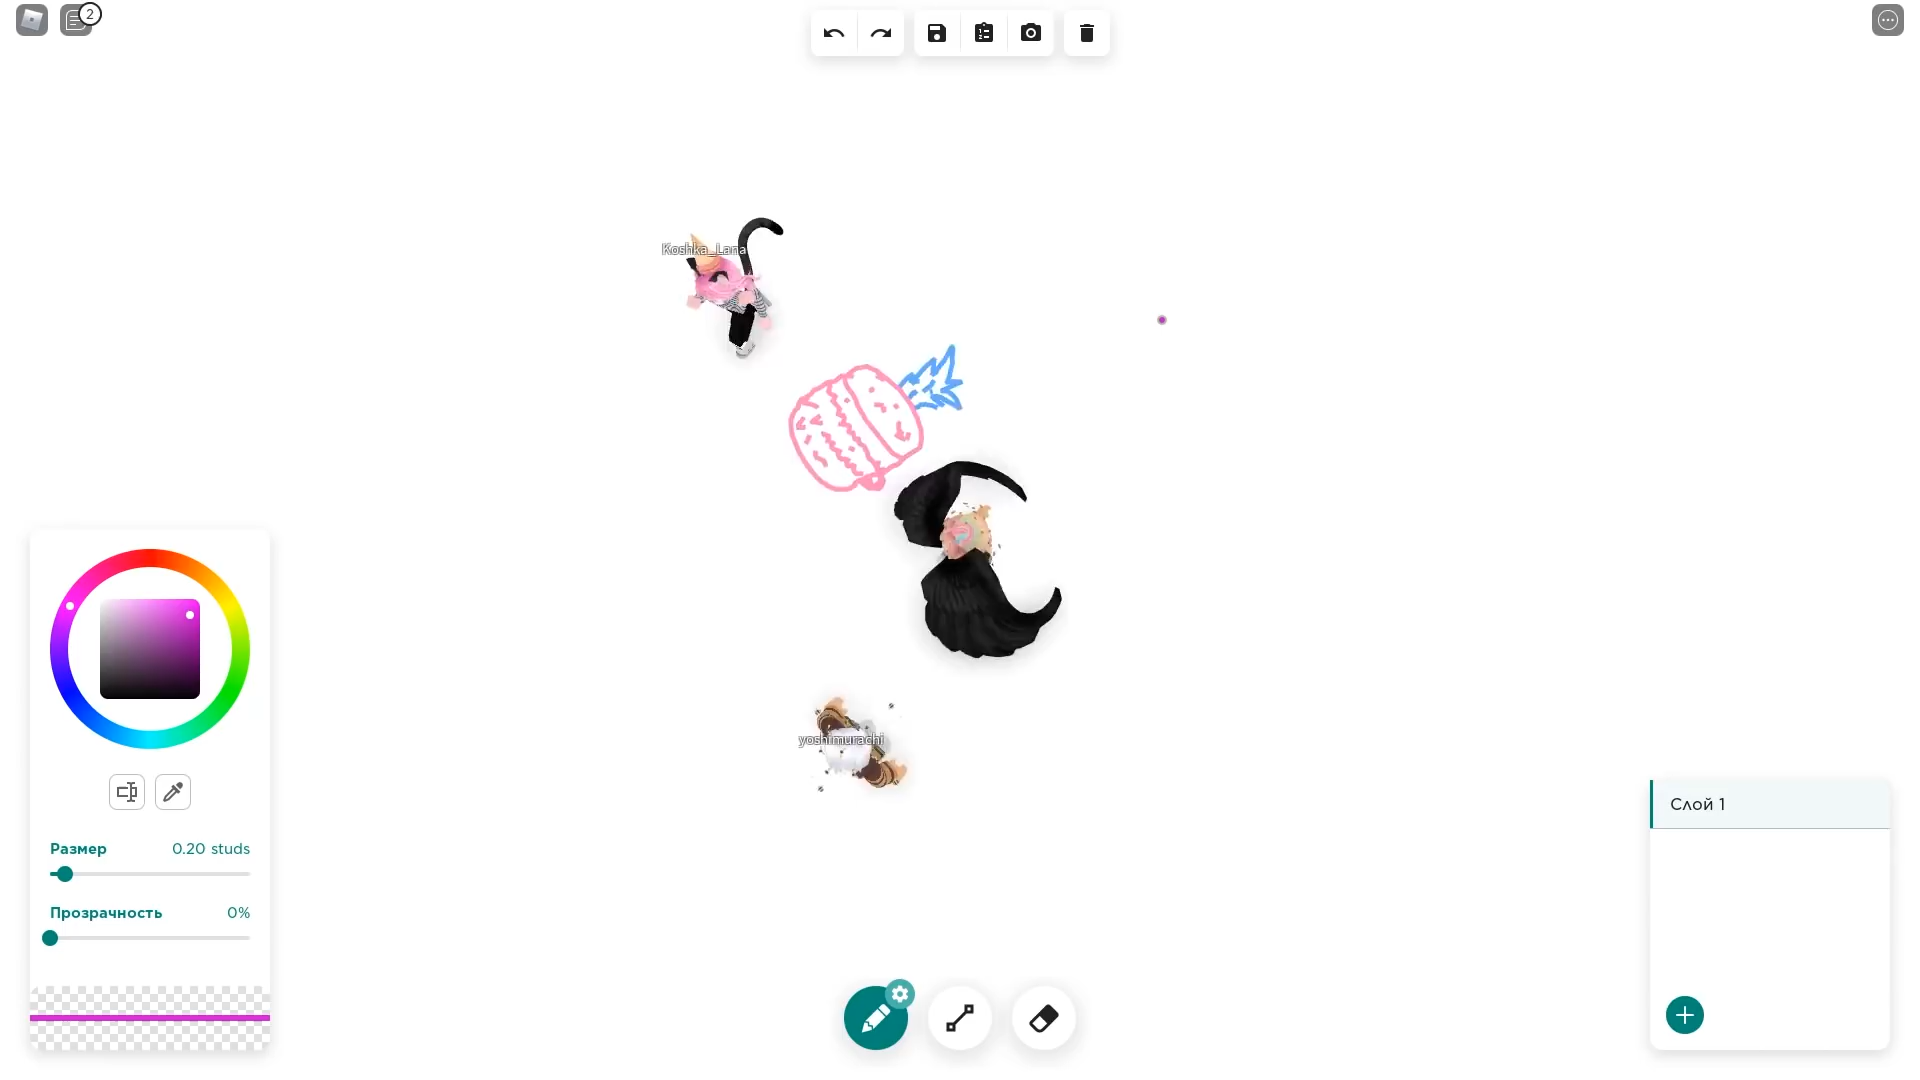 2
Koshka_Lana
yoshimurachi
Размер 0.20 studs
Прозрачность 0%
Слой 1